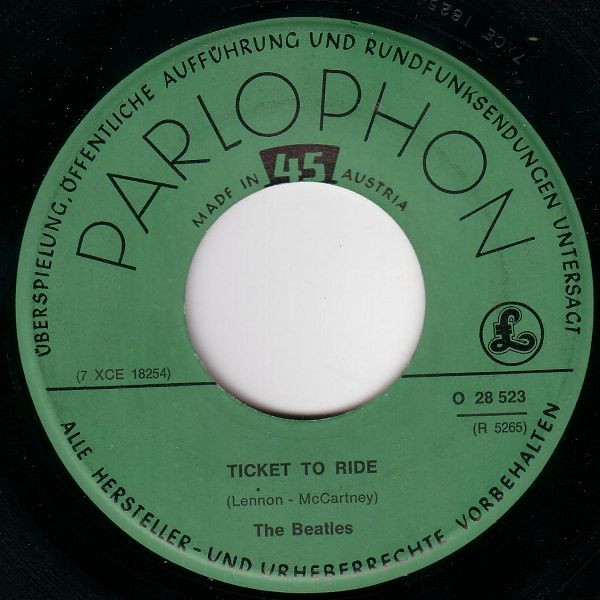 ÜBERSPIELUNG, ÖFFENTLICHE AUFFÜHRUNG UND RUNDFUNKSENDUNGEN UNTERSAGT
PARLOPHON
45
MADE IN AUSTRIA
£
(7 XCE 18254)
O 28 523
(R 5265)
TICKET TO RIDE
(Lennon - McCartney)
The Beatles
ALLE HERSTELLER- UND URHEBERRECHTE VORBEHALTEN